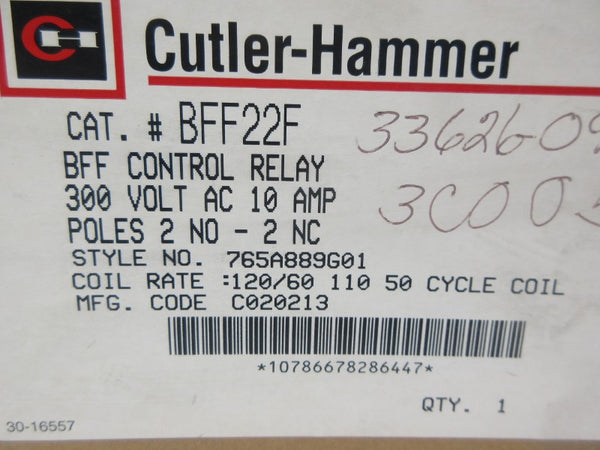 CH
Cutler-Hammer
CAT. # BFF22F
BFF CONTROL RELAY
300 VOLT AC 10 AMP
POLES 2 NO - 2 NC
STYLE NO. 765A889G01
COIL RATE :120/60 110 50 CYCLE COIL
MFG. CODE C020213
*10786678286447*
QTY. 1
30-16557